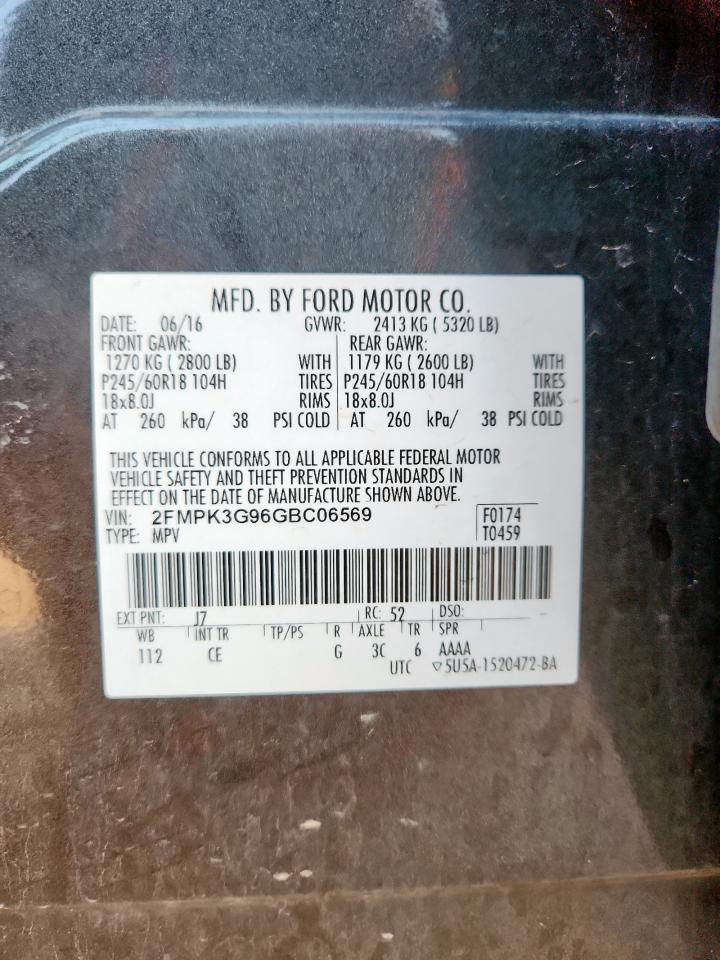 MFD. BY FORD MOTOR CO.
DATE: 06/16 GVWR: 2413 KG ( 5320 LB)
FRONT GAWR: REAR GAWR:
1270 KG ( 2800 LB) WITH 1179 KG ( 2600 LB) WITH
P245/60R18 104H TIRES P245/60R18 104H TIRES
18x8.0J RIMS 18x8.0J RIMS
AT 260 kPa/ 38 PSI COLD AT 260 kPa/ 38 PSI COLD
THIS VEHICLE CONFORMS TO ALL APPLICABLE FEDERAL MOTOR
VEHICLE SAFETY AND THEFT PREVENTION STANDARDS IN
EFFECT ON THE DATE OF MANUFACTURE SHOWN ABOVE.
VIN: 2FMPK3G96GBC06569 F0174
TYPE: MPV T0459
EXT PNT: J7 RC: 52 DSO:
WB INT TR TP/PS R AXLE TR SPR
112 CE G 3C 6 AAAA
UTC ▽5U5A-1520472-BA